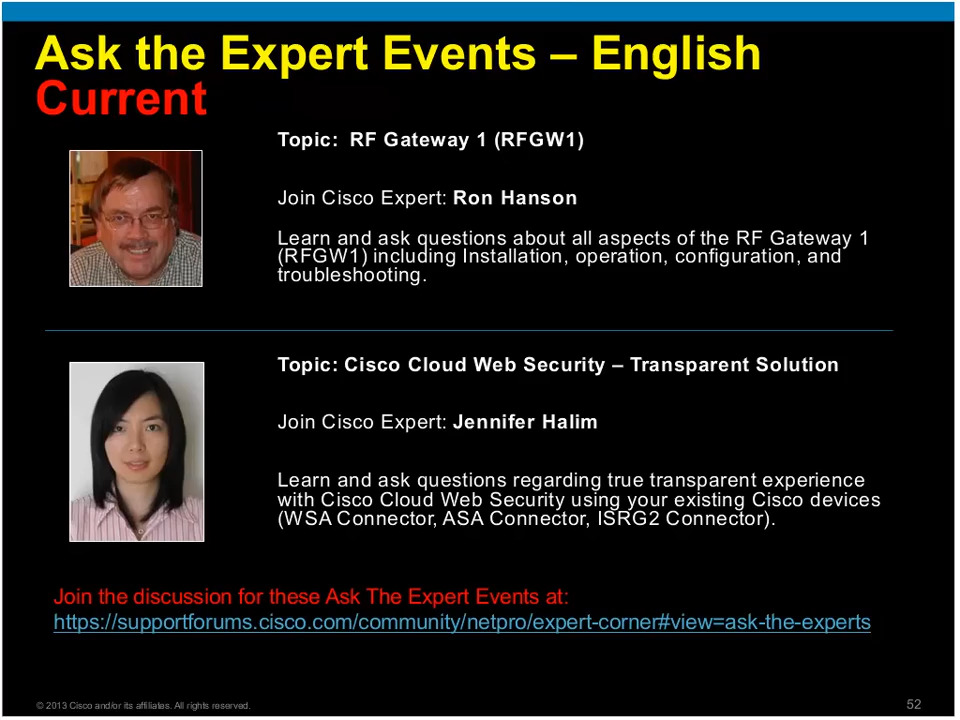 Ask the Expert Events – English
Current
Topic: RF Gateway 1 (RFGW1)
Join Cisco Expert: Ron Hanson
Learn and ask questions about all aspects of the RF Gateway 1
(RFGW1) including Installation, operation, configuration, and
troubleshooting.
Topic: Cisco Cloud Web Security – Transparent Solution
Join Cisco Expert: Jennifer Halim
Learn and ask questions regarding true transparent experience
with Cisco Cloud Web Security using your existing Cisco devices
(WSA Connector, ASA Connector, ISRG2 Connector).
Join the discussion for these Ask The Expert Events at:
https://supportforums.cisco.com/community/netpro/expert-corner#view=ask-the-experts
© 2013 Cisco and/or its affiliates. All rights reserved.
52